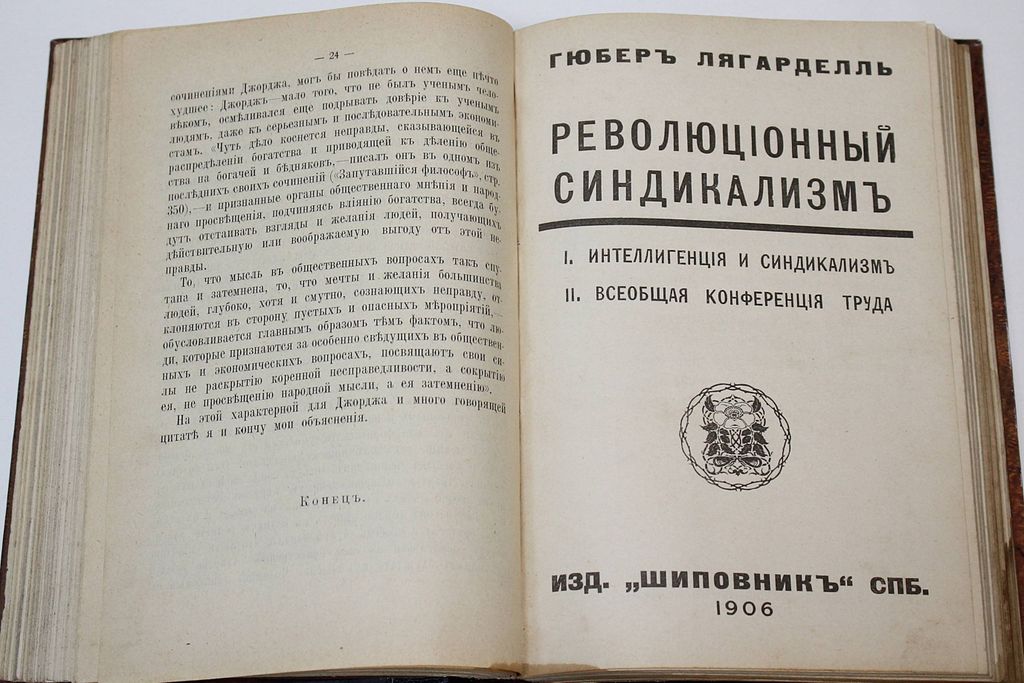 — 24 —
сочиненіями Джорджа, могъ бы повѣдать о немъ еще нѣчто
худшее: Джорджъ—мало того, что не былъ ученымъ чело-
вѣкомъ, осмѣливался еще подрывать довѣріе къ ученымъ
людямъ, даже къ серьезнымъ и послѣдовательнымъ экономи-
стамъ. «Чуть дѣло коснется неправды, сказывающейся въ
распредѣленіи богатства и приводящей къ дѣленію обще-
ства на богачей и бѣдняковъ,—писалъ онъ въ одномъ изъ
послѣднихъ своихъ сочиненій («Запутавшійся философъ», стр.
350),—и признанные органы общественнаго мнѣнія и народ-
наго просвѣщенія, подчиняясь вліянію богатства, всегда бу-
дутъ отстаивать взгляды и желанія людей, получающихъ
дѣйствительную или воображаемую выгоду отъ этой не-
правды.
То, что мысль въ общественныхъ вопросахъ такъ спу-
тана и затемнена, то, что мечты и желанія большинства
людей, глубоко, хотя и смутно, сознающихъ неправду, от-
клоняются въ сторону пустыхъ и опасныхъ мѣропріятій,—
обусловливается главнымъ образомъ тѣмъ фактомъ, что лю-
ди, которые признаются за особенно свѣдущихъ въ обществен-
ныхъ и экономическихъ вопросахъ, посвящаютъ свои си-
лы не раскрытію коренной несправедливости, а сокрытію
ея, не просвѣщенію народной мысли, а ея затемненію».
На этой характерной для Джорджа и много говорящей
цитатѣ я и кончу мои объясненія.
Конецъ.
ГЮБЕРЪ ЛЯГАРДЕЛЛЬ
РЕВОЛЮЦІОННЫЙ
СИНДИКАЛИЗМЪ
I. ИНТЕЛЛИГЕНЦІЯ И СИНДИКАЛИЗМЪ
II. ВСЕОБЩАЯ КОНФЕРЕНЦІЯ ТРУДА
ИЗД. „ШИПОВНИКЪ“ СПБ.
1906